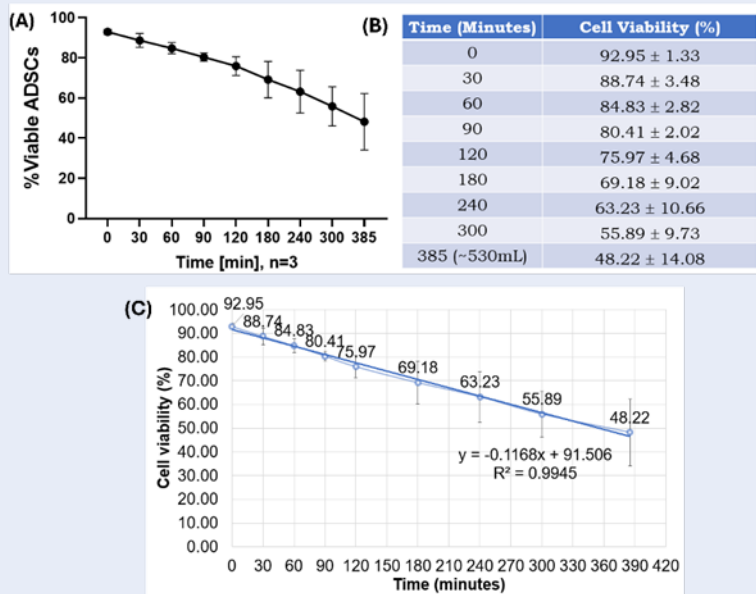 (A)
100
80
60
40
20
0
%Viable ADSCs
0 30 60 90 120 180 240 300 385
Time [min], n=3
(B)
Time (Minutes) Cell Viability (%)
0 92.95 ± 1.33
30 88.74 ± 3.48
60 84.83 ± 2.82
90 80.41 ± 2.02
120 75.97 ± 4.68
180 69.18 ± 9.02
240 63.23 ± 10.66
300 55.89 ± 9.73
385 (~530mL) 48.22 ± 14.08
(C)
100.00
90.00
80.00
70.00
60.00
50.00
40.00
30.00
20.00
10.00
0.00
Cell viability (%)
92.95
88.74
84.83
80.41
75.97
69.18
63.23
55.89
48.22
y = -0.1168x + 91.506
R² = 0.9945
0 30 60 90 120 150 180 210 240 270 300 330 360 390 420
Time (minutes)